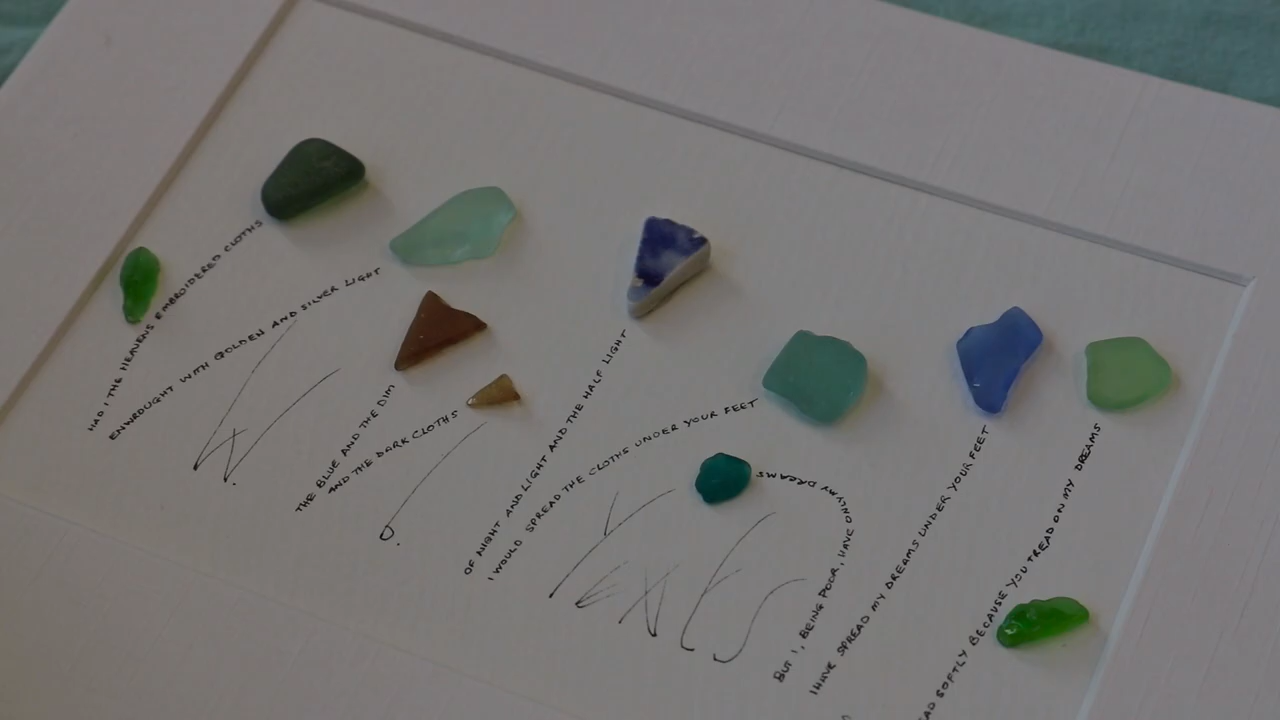 HAD I THE HEAVENS EMBROIDERED CLOTHS
ENWROUGHT WITH GOLDEN AND SILVER LIGHT
THE BLUE AND THE DIM
AND THE DARK CLOTHS
OF NIGHT AND LIGHT AND THE HALF LIGHT
I WOULD SPREAD THE CLOTHS UNDER YOUR FEET
BUT I, BEING POOR, HAVE ONLY MY DREAMS
I HAVE SPREAD MY DREAMS UNDER YOUR FEET
SOFTLY BECAUSE YOU TREAD ON MY DREAMS
W. B. YEATS